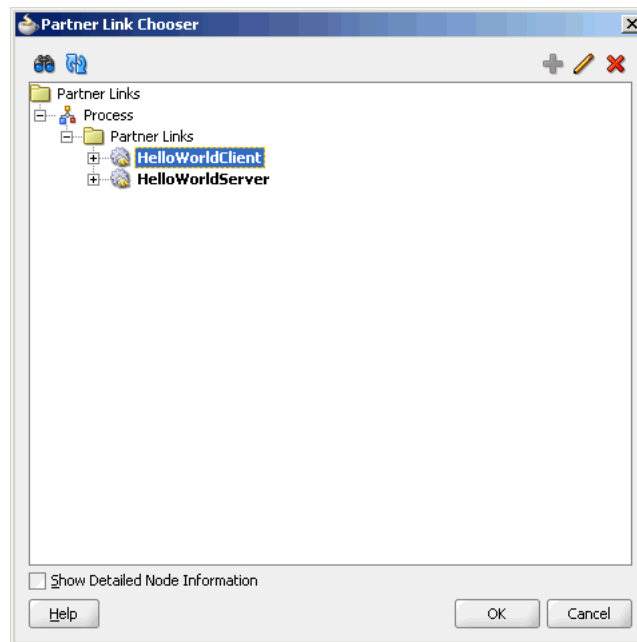 Partner Link Chooser
Partner Links
Process
Partner Links
HelloWorldClient
HelloWorldServer
Show Detailed Node Information
Help
OK
Cancel